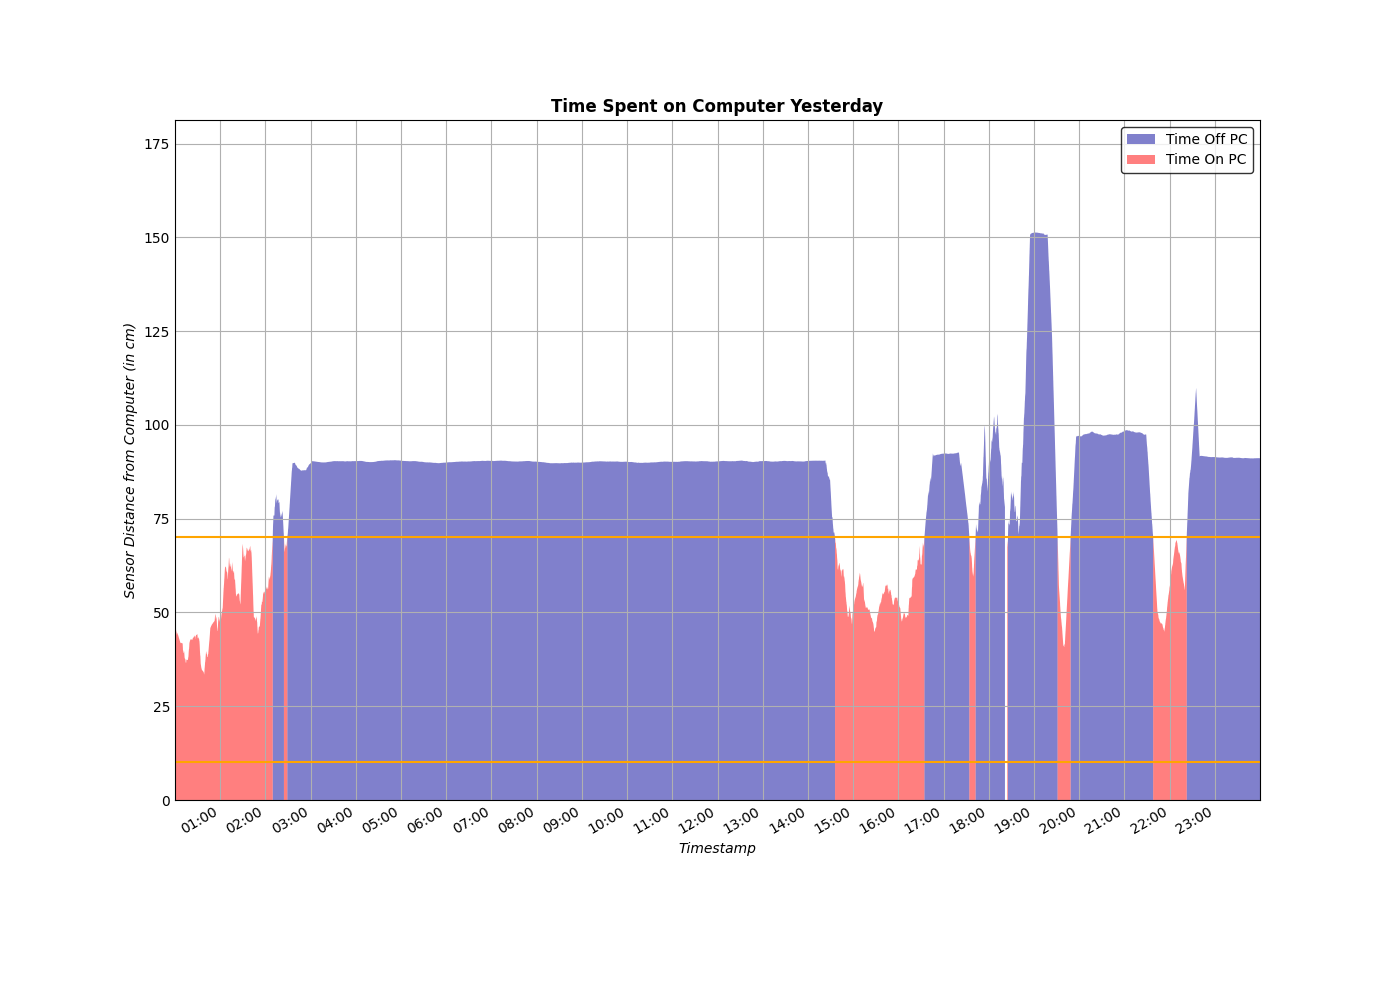 Time Spent on Computer Yesterday
Time Off PC
Time On PC
Sensor Distance from Computer (in cm)
175
150
125
100
75
50
25
0
01:00 02:00 03:00 04:00 05:00 06:00 07:00 08:00 09:00 10:00 11:00 12:00 13:00 14:00 15:00 16:00 17:00 18:00 19:00 20:00 21:00 22:00 23:00
Timestamp